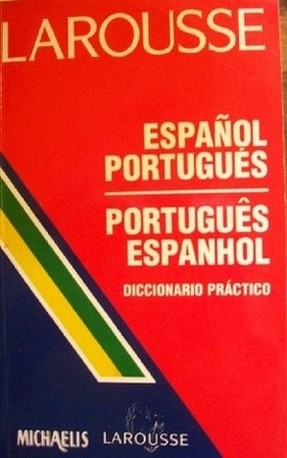 LAROUSSE
ESPAÑOL
PORTUGUÉS
PORTUGUÊS
ESPANHOL
DICCIONARIO PRÁCTICO
MICHAELIS LAROUSSE